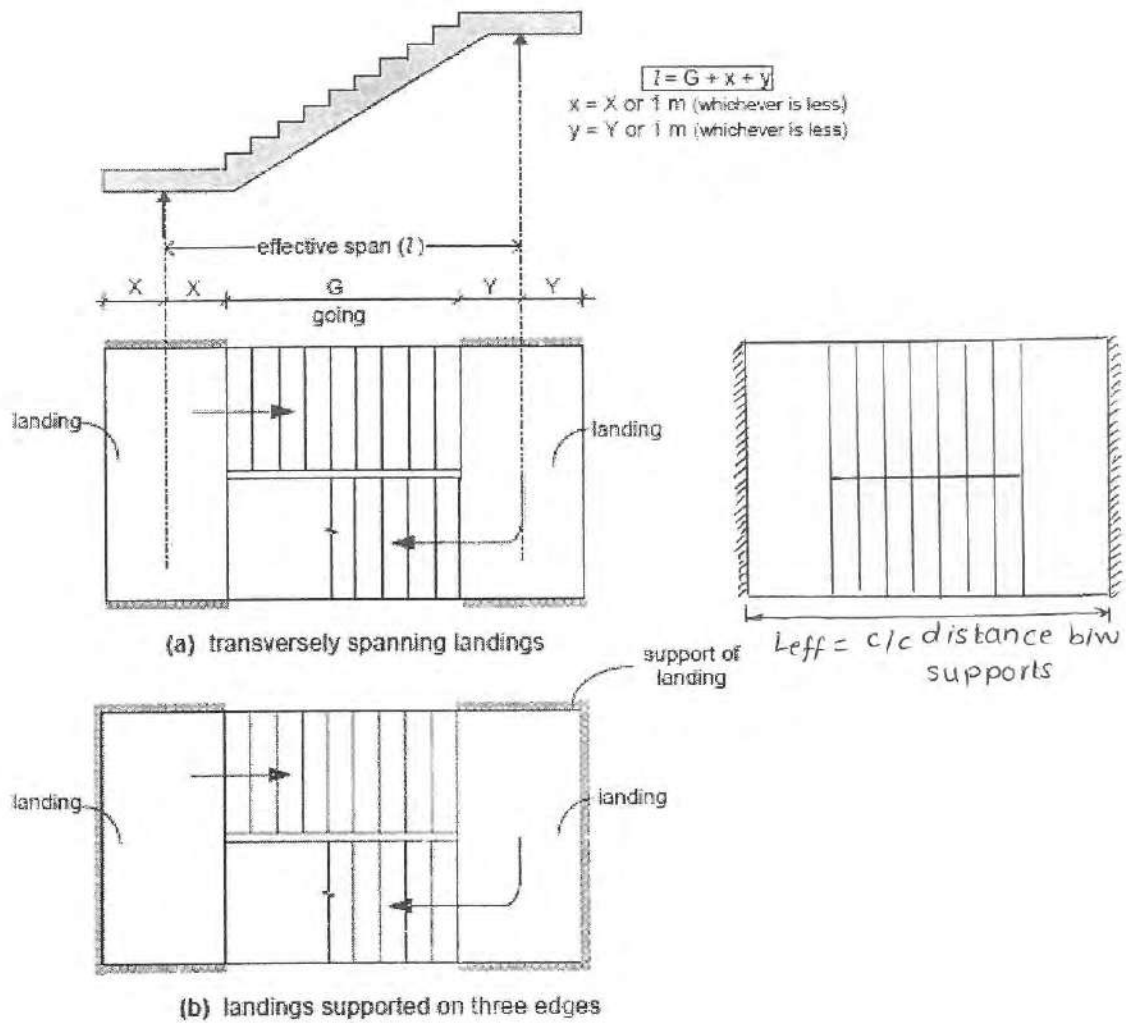 l = G + x + y
x = X or 1 m (whichever is less)
y = Y or 1 m (whichever is less)
effective span (l)
X X G Y Y
going
landing
landing
(a) transversely spanning landings
Leff = c/c distance b/w
supports
support of
landing
landing
landing
(b) landings supported on three edges